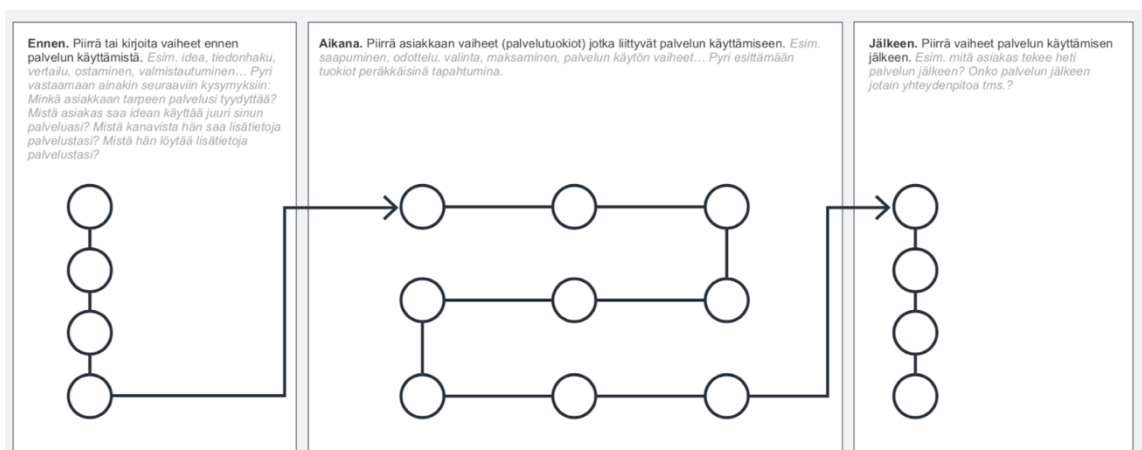 Ennen. Piirrä tai kirjoita vaiheet ennen
palvelun käyttämistä. Esim. idea, tiedonhaku,
vertailu, ostaminen, valmistautuminen… Pyri
vastaamaan ainakin seuraaviin kysymyksiin:
Minkä asiakkaan tarpeen palvelusi tyydyttää?
Mistä asiakas saa idean käyttää juuri sinun
palveluasi? Mistä kanavista hän saa lisätietoja
palvelustasi? Mistä hän löytää lisätietoja
palvelustasi?
Aikana. Piirrä asiakkaan vaiheet (palvelutuokiot) jotka liittyvät palvelun käyttämiseen. Esim.
saapuminen, odottelu, valinta, maksaminen, palvelun käytön vaiheet… Pyri esittämään
tuokiot peräkkäisinä tapahtumina.
Jälkeen. Piirrä vaiheet palvelun käyttämisen
jälkeen. Esim. mitä asiakas tekee heti
palvelun jälkeen? Onko palvelun jälkeen
jotain yhteydenpitoa tms.?